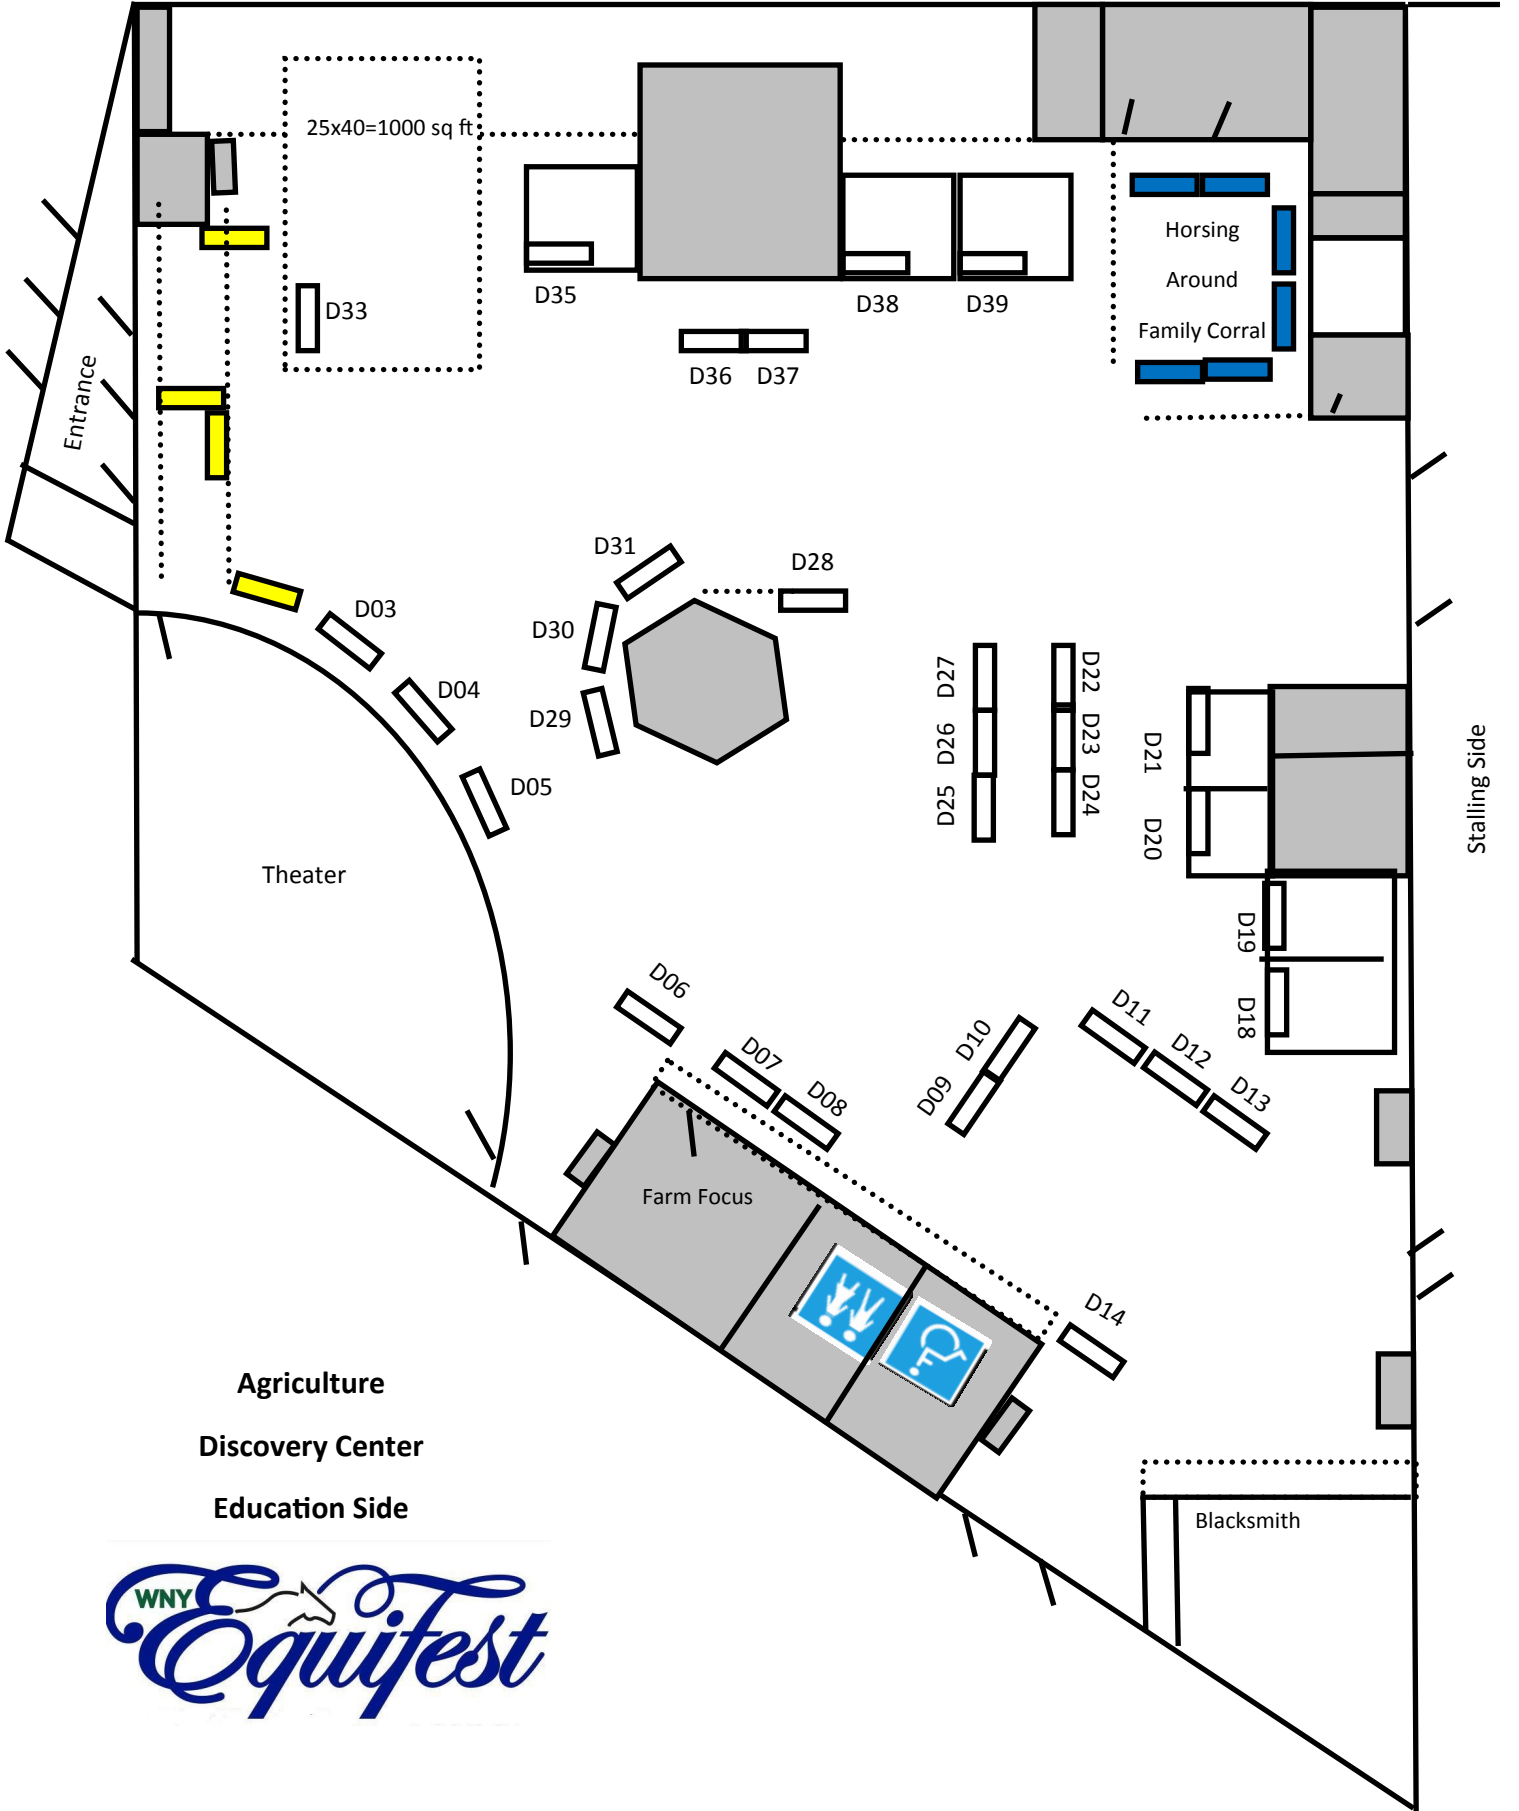 25x40=1000 sq ft
Horsing
Around
Family Corral
D33
D35
D38
D39
D36
D37
Entrance
D31
D28
D03
D30
D04
D29
D05
D27
D26
D25
D22
D23
D24
D21
D20
Stalling Side
Theater
D19
D18
D06
D07
D08
D10
D09
D11
D12
D13
Farm Focus
D14
Agriculture
Discovery Center
Education Side
Blacksmith
WNY
Equifest